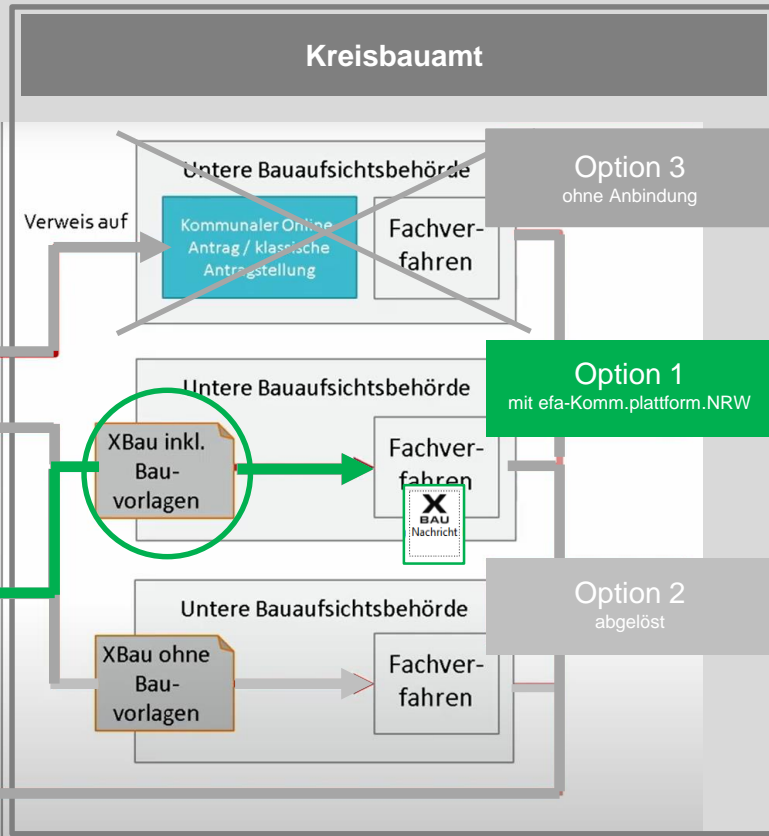 Kreisbauamt
Untere Bauaufsichtsbehörde
Option 3
ohne Anbindung
Verweis auf
Kommunaler Online
Antrag / klassische
Antragstellung
Fachver-
fahren
Untere Bauaufsichtsbehörde
Option 1
mit efa-Komm.plattform.NRW
XBau inkl.
Bau-
vorlagen
Fachver-
fahren
X
BAU
Nachricht
Untere Bauaufsichtsbehörde
Option 2
abgelöst
XBau ohne
Bau-
vorlagen
Fachver-
fahren